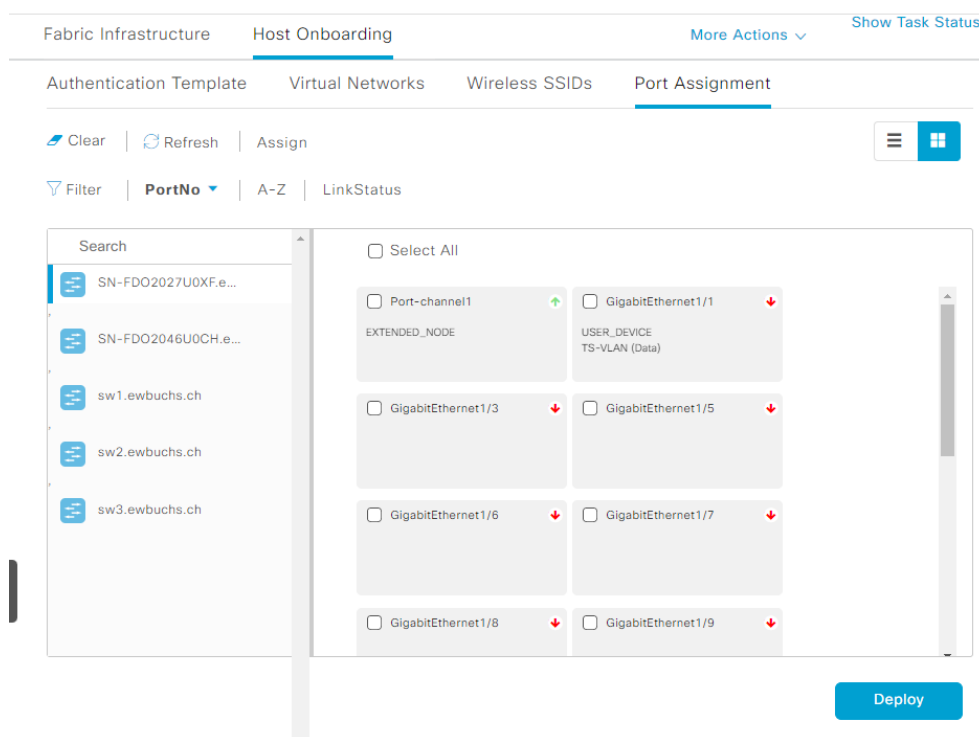 Fabric Infrastructure Host Onboarding More Actions Show Task Status
Authentication Template Virtual Networks Wireless SSIDs Port Assignment
Clear Refresh Assign
Filter PortNo A-Z LinkStatus
Search
SN-FDO2027U0XF.e...
SN-FDO2046U0CH.e...
sw1.ewbuchs.ch
sw2.ewbuchs.ch
sw3.ewbuchs.ch
Select All
Port-channel1 GigabitEthernet1/1
EXTENDED_NODE USER_DEVICE
TS-VLAN (Data)
GigabitEthernet1/3 GigabitEthernet1/5
GigabitEthernet1/6 GigabitEthernet1/7
GigabitEthernet1/8 GigabitEthernet1/9
Deploy